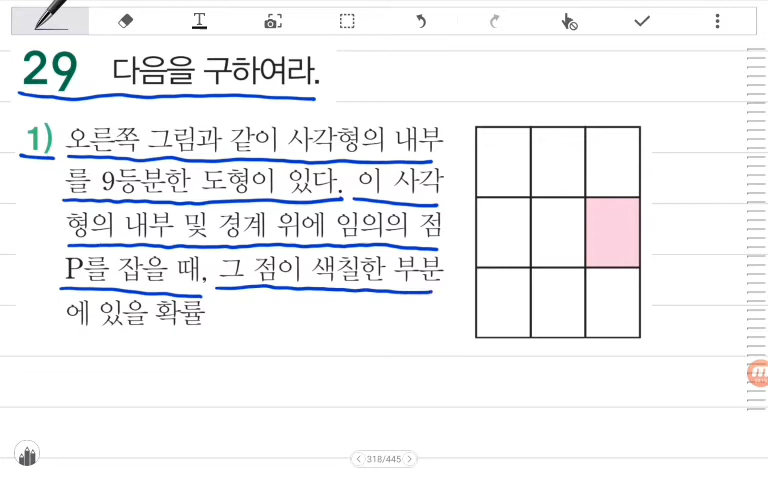 T
29 다음을 구하여라.
1) 오른쪽 그림과 같이 사각형의 내부
를 9등분한 도형이 있다. 이 사각
형의 내부 및 경계 위에 임의의 점
P를 잡을 때, 그 점이 색칠한 부분
에 있을 확률
318/445